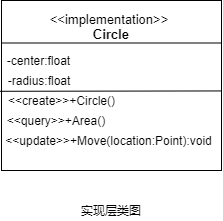 <<implementation>>
Circle
-center:float
-radius:float
<<create>>+Circle()
<<query>>+Area()
<<update>>+Move(location:Point):void
实现层类图